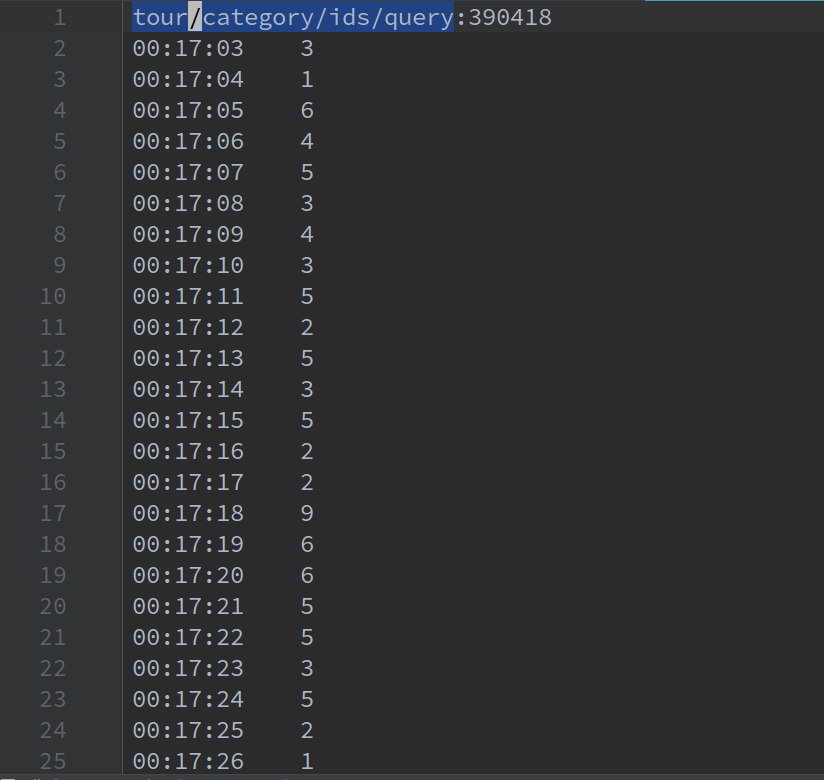 1 tour/category/ids/query:390418
2 00:17:03 3
3 00:17:04 1
4 00:17:05 6
5 00:17:06 4
6 00:17:07 5
7 00:17:08 3
8 00:17:09 4
9 00:17:10 3
10 00:17:11 5
11 00:17:12 2
12 00:17:13 5
13 00:17:14 3
14 00:17:15 5
15 00:17:16 2
16 00:17:17 2
17 00:17:18 9
18 00:17:19 6
19 00:17:20 6
20 00:17:21 5
21 00:17:22 5
22 00:17:23 3
23 00:17:24 5
24 00:17:25 2
25 00:17:26 1